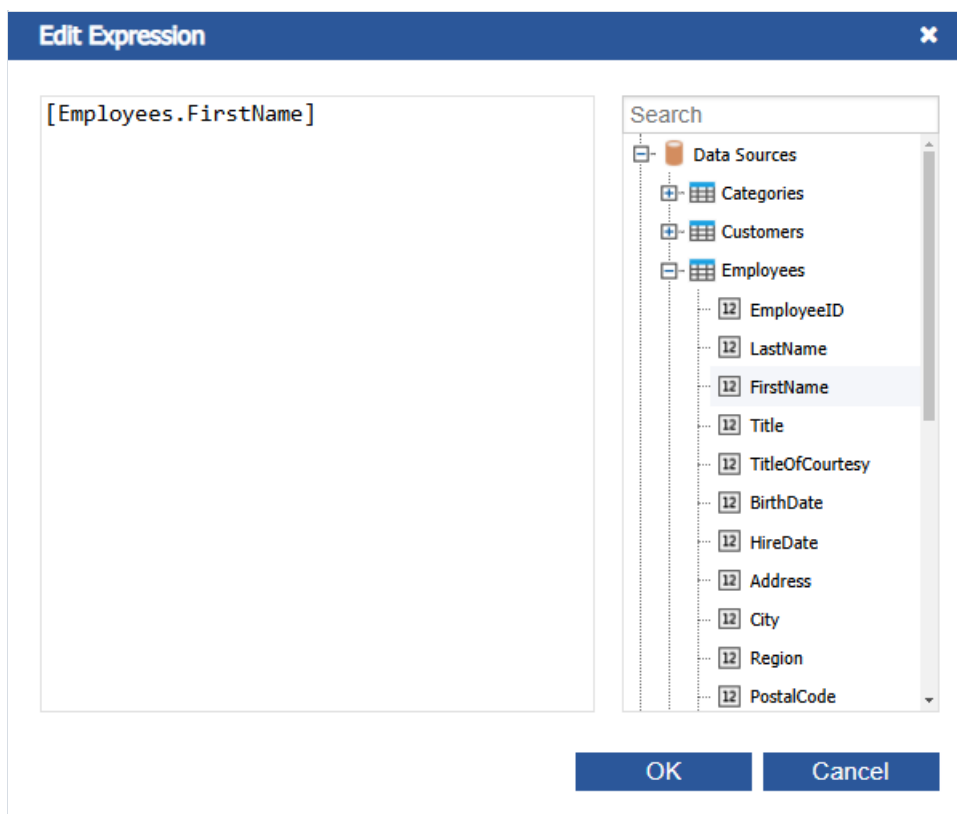 Edit Expression
[Employees.FirstName]
Search
Data Sources
Categories
Customers
Employees
12 EmployeeID
12 LastName
12 FirstName
12 Title
12 TitleOfCourtesy
12 BirthDate
12 HireDate
12 Address
12 City
12 Region
12 PostalCode
OK Cancel